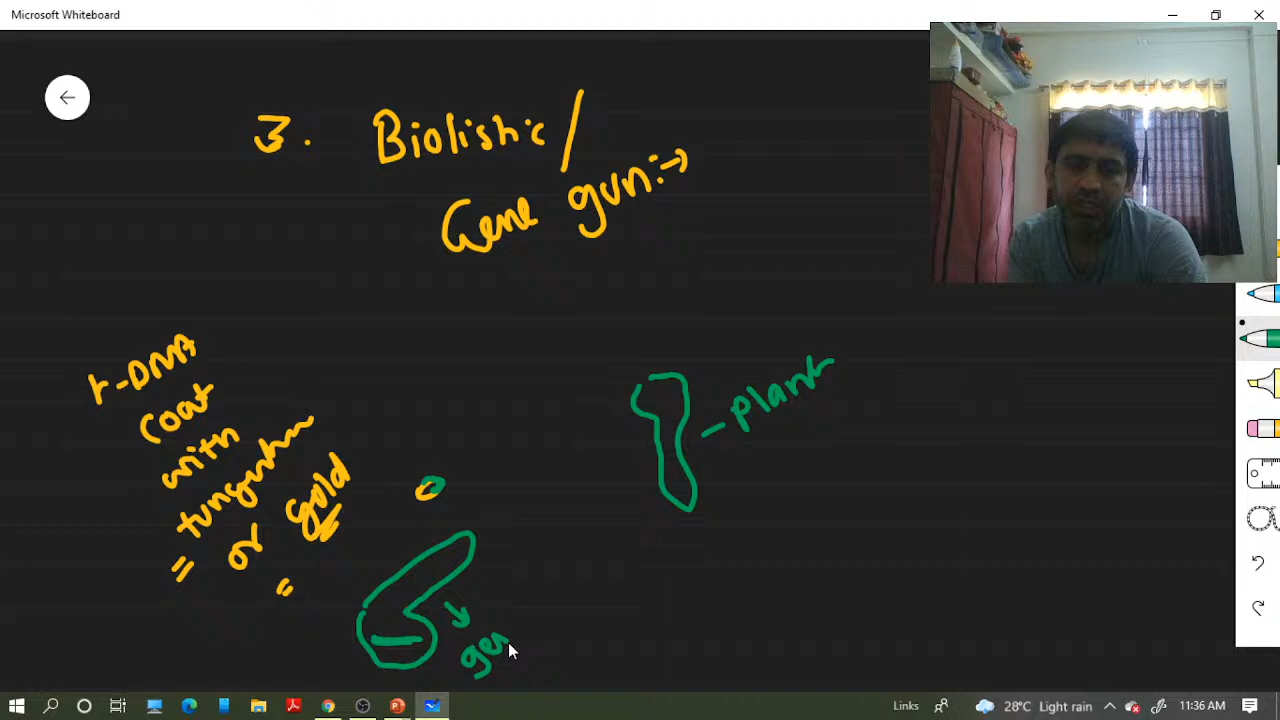 Microsoft Whiteboard
3. Biolistic/
Gene gun:→
r-DNA
coat
with
tungsten
or gold
- plant
gen
Links
28°C Light rain
11:36 AM